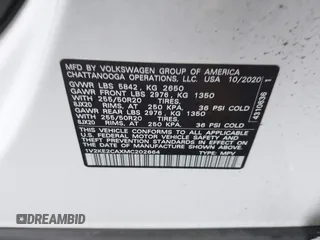 MFD BY VOLKSWAGEN GROUP OF AMERICA
CHATTANOOGA OPERATIONS, LLC. USA 10/2020
GVWR LBS 5842, KG 2650
GAWR FRONT LBS 2976, KG 1350
WITH 255/50R20 TIRES,
8JX20 RIMS, AT 250 KPA, 36 PSI COLD
GAWR REAR LBS 2976 KG 1350
WITH 255/50R20 TIRES,
8JX20 RIMS, AT 250 KPA, 36 PSI COLD
THIS VEHICLE CONFORMS TO ALL APPLICABLE
FEDERAL MOTOR VEHICLE SAFETY AND
THEFT PREVENTION STANDARDS IN EFFECT
ON THE DATE OF MANUFACTURE SHOWN ABOVE.
1V2KE2CAXMC202664 TYPE: MPV
4310636